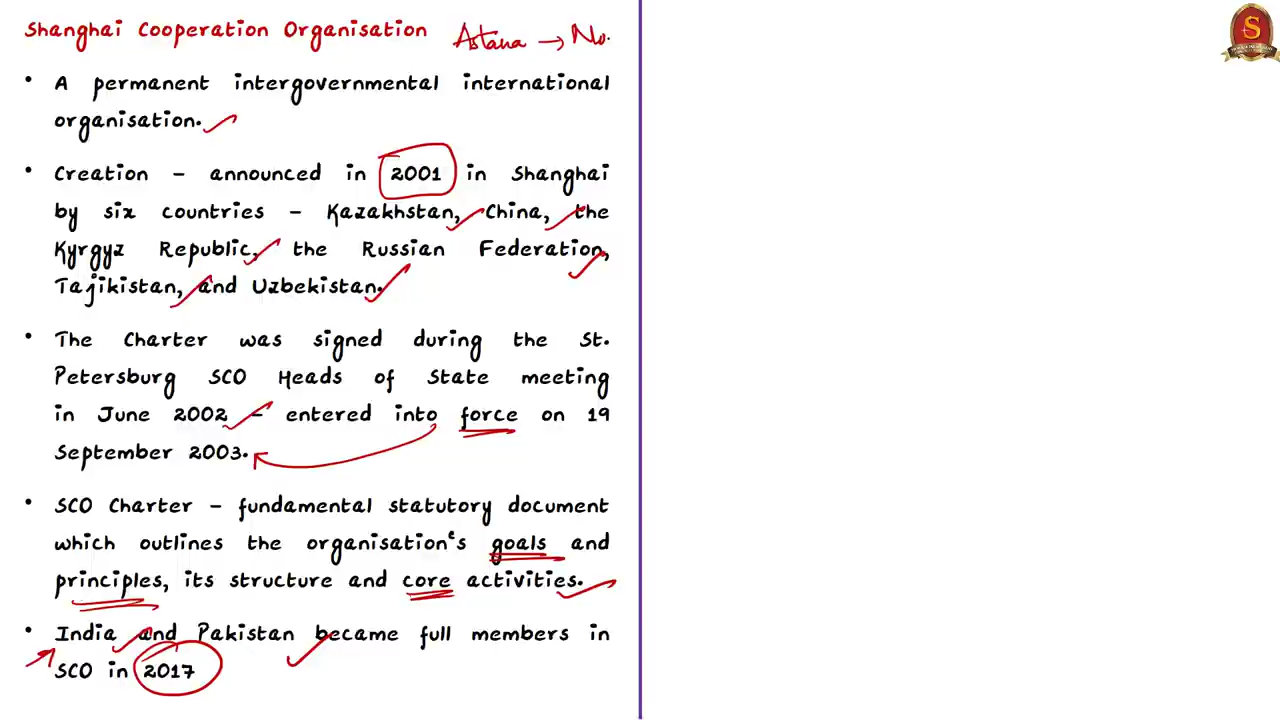 Shanghai Cooperation Organisation Astana → No.
• A permanent intergovernmental international
organisation.
• Creation – announced in 2001 in Shanghai
by six countries – Kazakhstan, China, the
Kyrgyz Republic, the Russian Federation,
Tajikistan, and Uzbekistan.
• The Charter was signed during the St.
Petersburg SCO Heads of State meeting
in June 2002 – entered into force on 19
September 2003.
• SCO Charter – fundamental statutory document
which outlines the organisation's goals and
principles, its structure and core activities.
• India and Pakistan became full members in
SCO in 2017
S